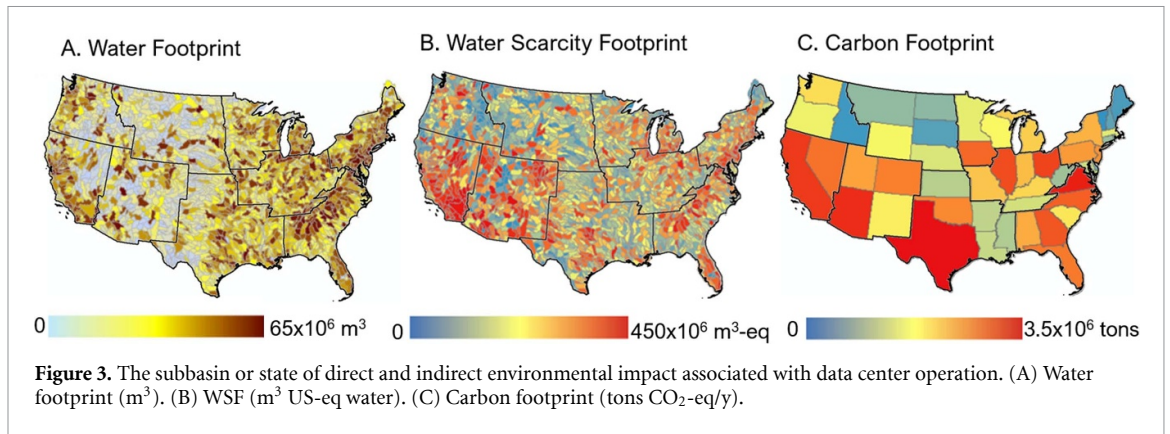 A. Water Footprint
B. Water Scarcity Footprint
C. Carbon Footprint
0
65x10⁶ m³
0
450x10⁶ m³-eq
0
3.5x10⁶ tons
Figure 3. The subbasin or state of direct and indirect environmental impact associated with data center operation. (A) Water
footprint (m³). (B) WSF (m³ US-eq water). (C) Carbon footprint (tons CO₂-eq/y).